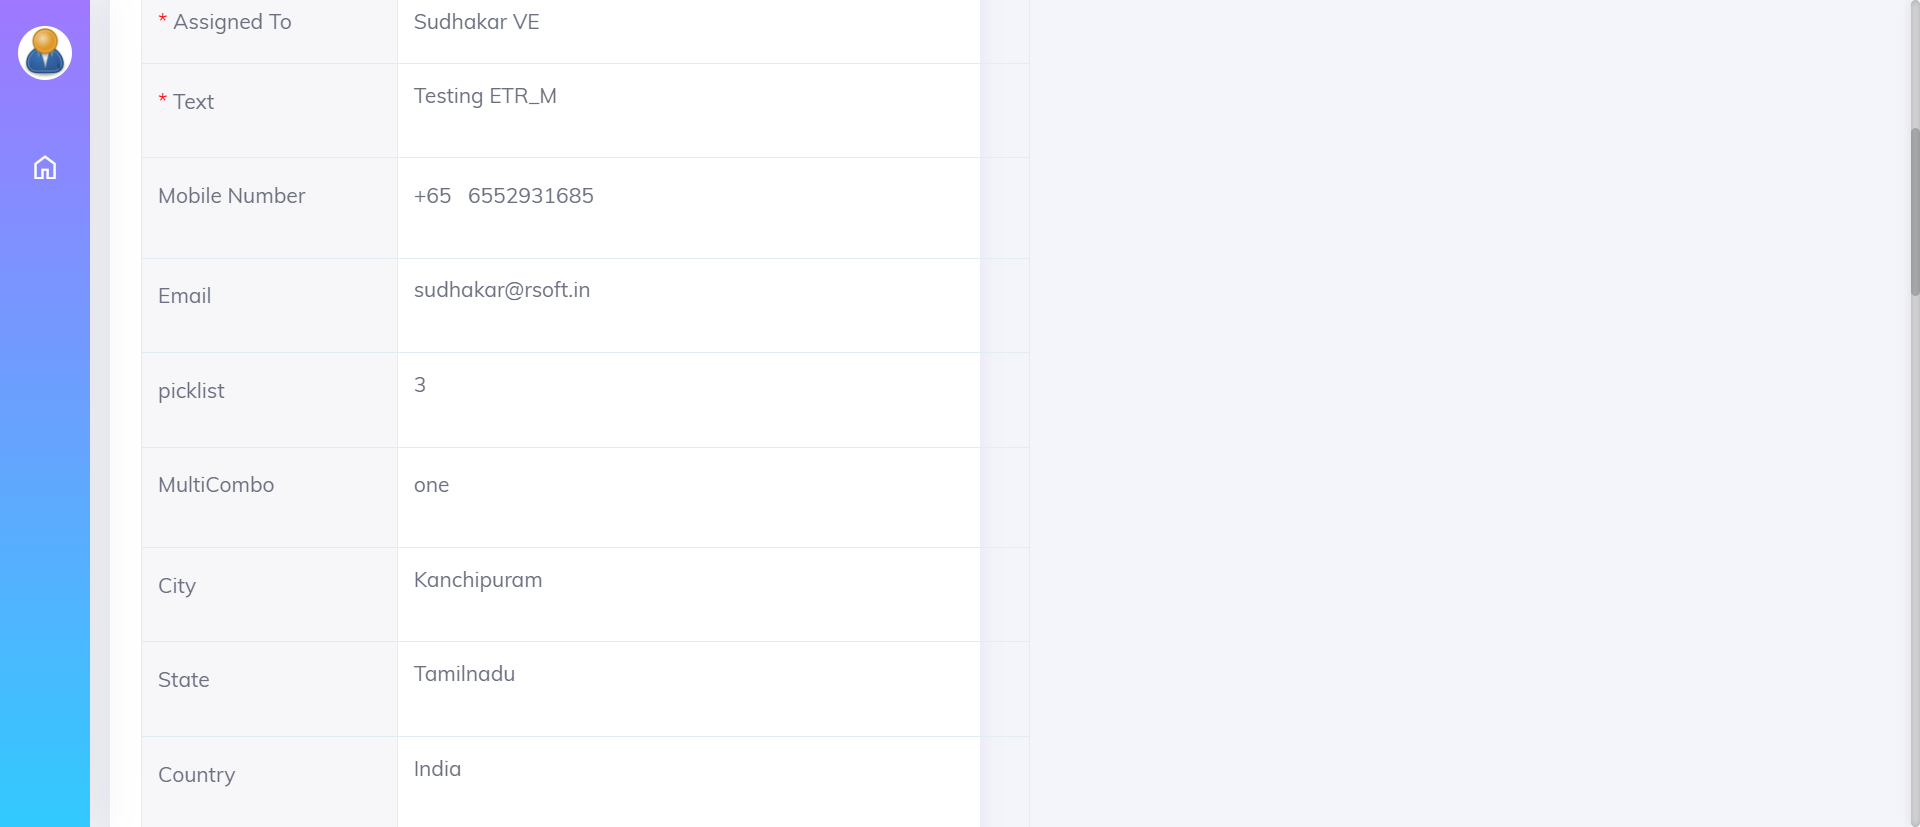 * Assigned To Sudhakar VE
* Text Testing ETR_M
Mobile Number +65 6552931685
Email sudhakar@rsoft.in
picklist 3
MultiCombo one
City Kanchipuram
State Tamilnadu
Country India